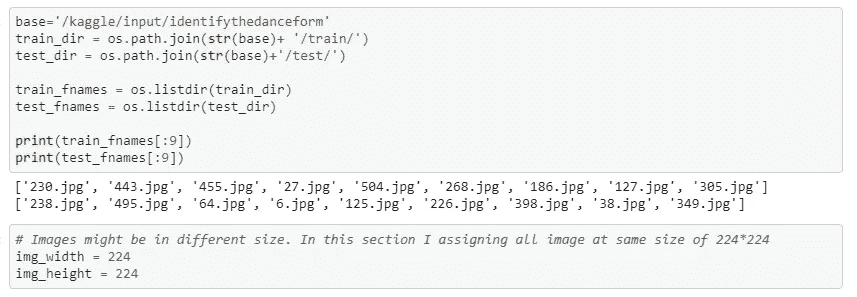 base='/kaggle/input/identifythedanceform'
train_dir = os.path.join(str(base)+ '/train/')
test_dir = os.path.join(str(base)+'/test/')
train_fnames = os.listdir(train_dir)
test_fnames = os.listdir(test_dir)
print(train_fnames[:9])
print(test_fnames[:9])
['230.jpg', '443.jpg', '455.jpg', '27.jpg', '504.jpg', '268.jpg', '186.jpg', '127.jpg', '305.jpg']
['238.jpg', '495.jpg', '64.jpg', '6.jpg', '125.jpg', '226.jpg', '398.jpg', '38.jpg', '349.jpg']
# Images might be in different size. In this section I assigning all image at same size of 224*224
img_width = 224
img_height = 224